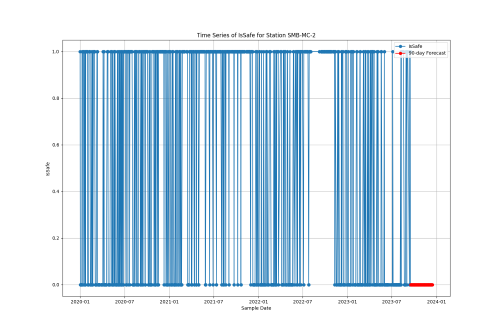 Time Series of IsSafe for Station SMB-MC-2
IsSafe
90-day Forecast
1.0
0.8
0.6
0.4
0.2
0.0
IsSafe
2020-01 2020-07 2021-01 2021-07 2022-01 2022-07 2023-01 2023-07 2024-01
Sample Date